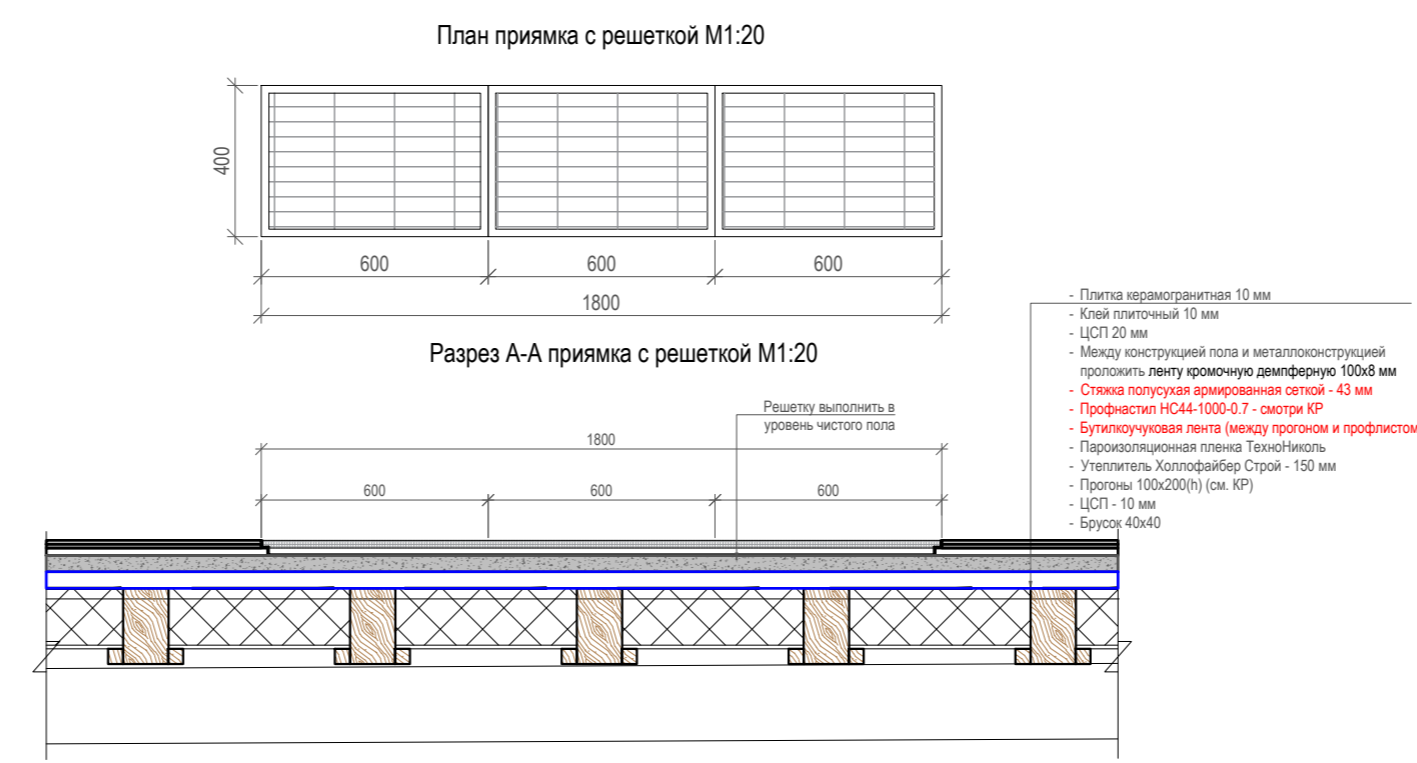 План приямка с решеткой М1:20
400
600
600
600
1800
Разрез А-А приямка с решеткой М1:20
Решетку выполнить в
уровень чистого пола
1800
600
600
600
- Плитка керамогранитная 10 мм
- Клей плиточный 10 мм
- ЦСП 20 мм
- Между конструкцией пола и металлоконструкцией
проложить ленту кромочную демпферную 100х8 мм
- Стяжка полусухая армированная сеткой - 43 мм
- Профнастил НС44-1000-0.7 - смотри КР
- Бутилкоучуковая лента (между прогоном и профлистом
- Пароизоляционная пленка ТехноНиколь
- Утеплитель Холлофайбер Строй - 150 мм
- Прогоны 100х200(h) (см. КР)
- ЦСП - 10 мм
- Брусок 40х40